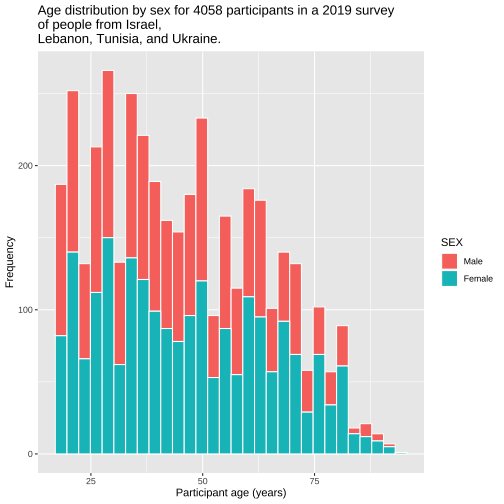 Age distribution by sex for 4058 participants in a 2019 survey
of people from Israel,
Lebanon, Tunisia, and Ukraine.
200
100
0
Frequency
25 50 75
Participant age (years)
SEX
Male
Female